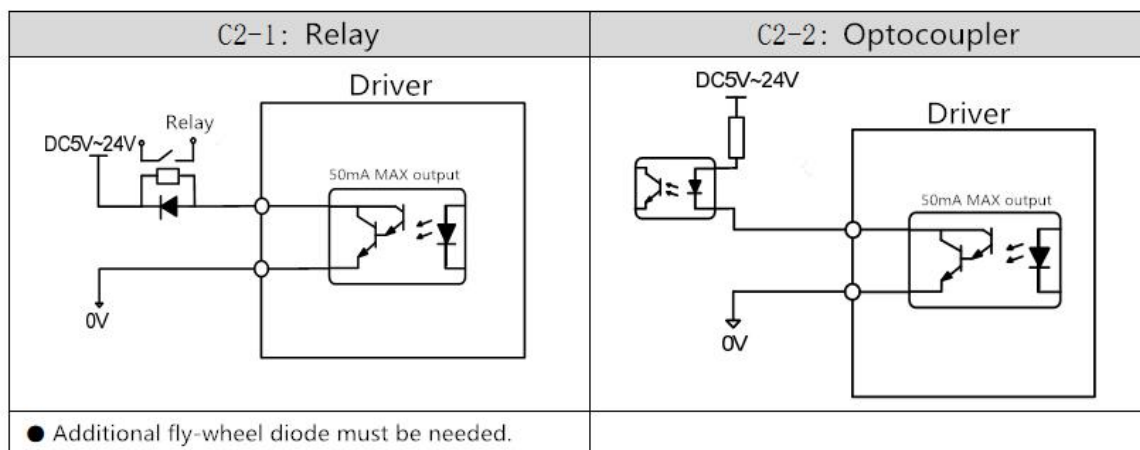 C2-1: Relay
C2-2: Optocoupler
Driver
Relay
DC5V~24V
50mA MAX output
0V
DC5V~24V
Driver
50mA MAX output
0V
● Additional fly-wheel diode must be needed.